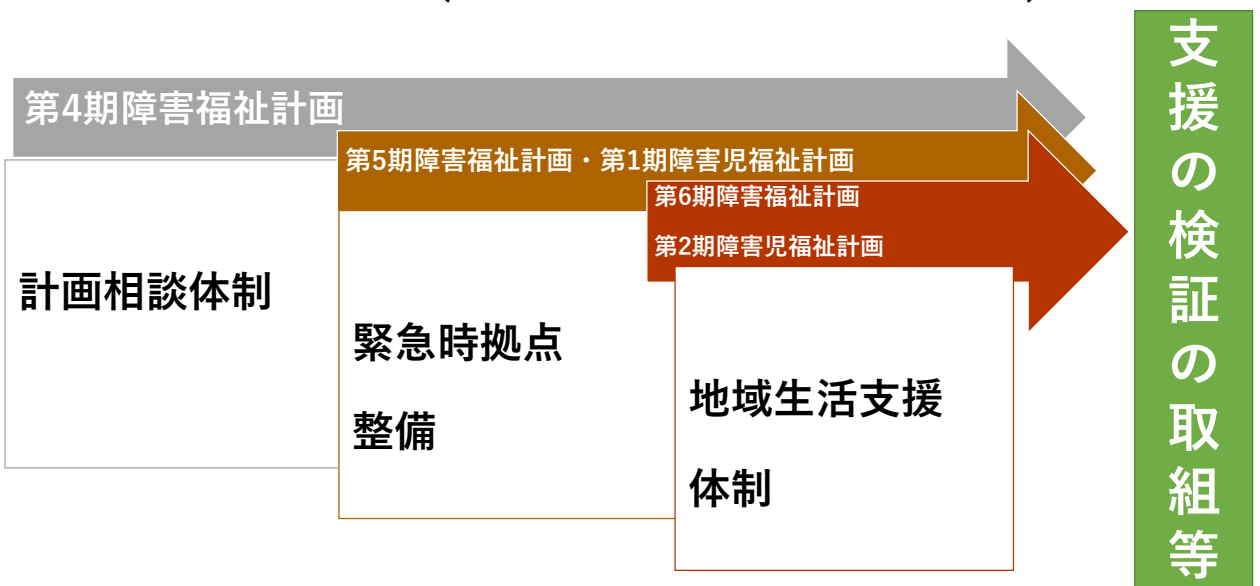 第4期障害福祉計画
第5期障害福祉計画・第1期障害児福祉計画
第6期障害福祉計画
第2期障害児福祉計画
計画相談体制
緊急時拠点
整備
地域生活支援
体制
支援の検証の取組等